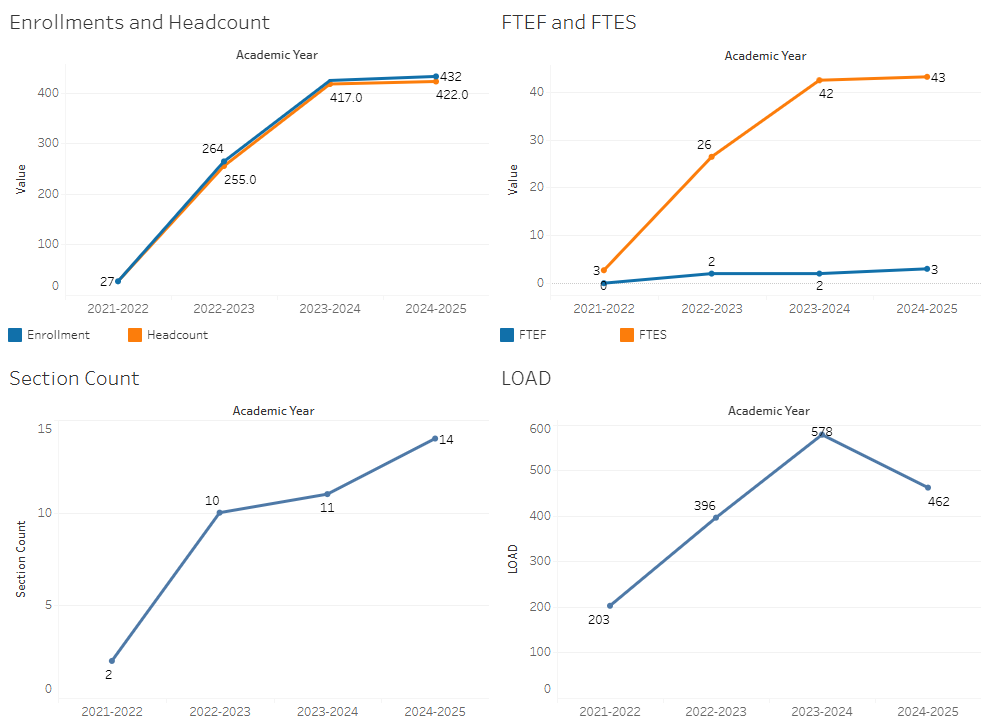 Enrollments and Headcount
Academic Year
Value
400
300
200
100
0
432
422.0
417.0
264
255.0
27
2021-2022 2022-2023 2023-2024 2024-2025
Enrollment Headcount
FTEF and FTES
Academic Year
Value
40
30
20
10
0
43
42
26
3
0
2
2
3
2021-2022 2022-2023 2023-2024 2024-2025
FTEF FTES
Section Count
Academic Year
Section Count
15
10
5
0
14
10
11
2
2021-2022 2022-2023 2023-2024 2024-2025
LOAD
Academic Year
LOAD
600
500
400
300
200
100
0
578
462
396
203
2021-2022 2022-2023 2023-2024 2024-2025